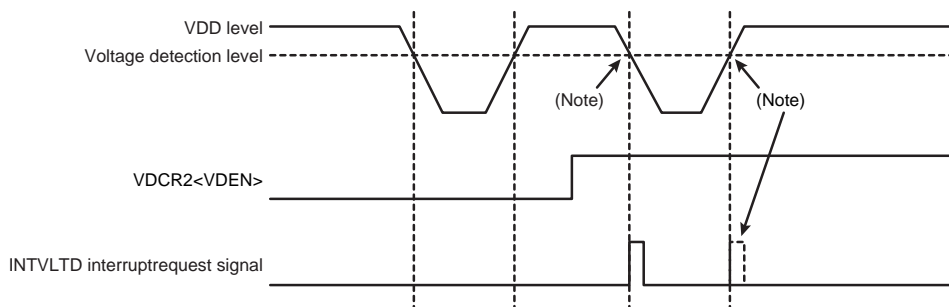 VDD level
Voltage detection level
(Note)
(Note)
VDCR2<VDEN>
INTVLTD interruptrequest signal